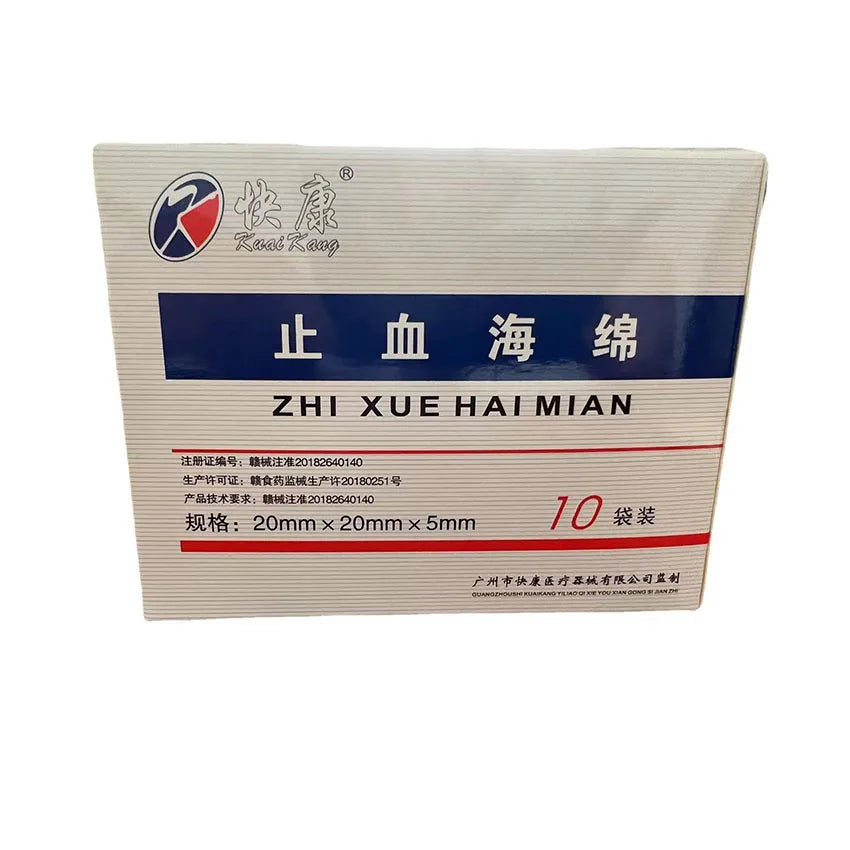 快康®
Kuai Kang
止血海绵
ZHI XUE HAI MIAN
注册证编号：赣械注准20182640140
生产许可证：赣食药监械生产许20180251号
产品技术要求：赣械注准20182640140
规格：20mm×20mm×5mm
10袋装
广州市快康医疗器械有限公司监制
GUANGZHOUSHI KUAIKANG YILIAO QI XIE YOU XIAN GONG SI JIAN ZHI